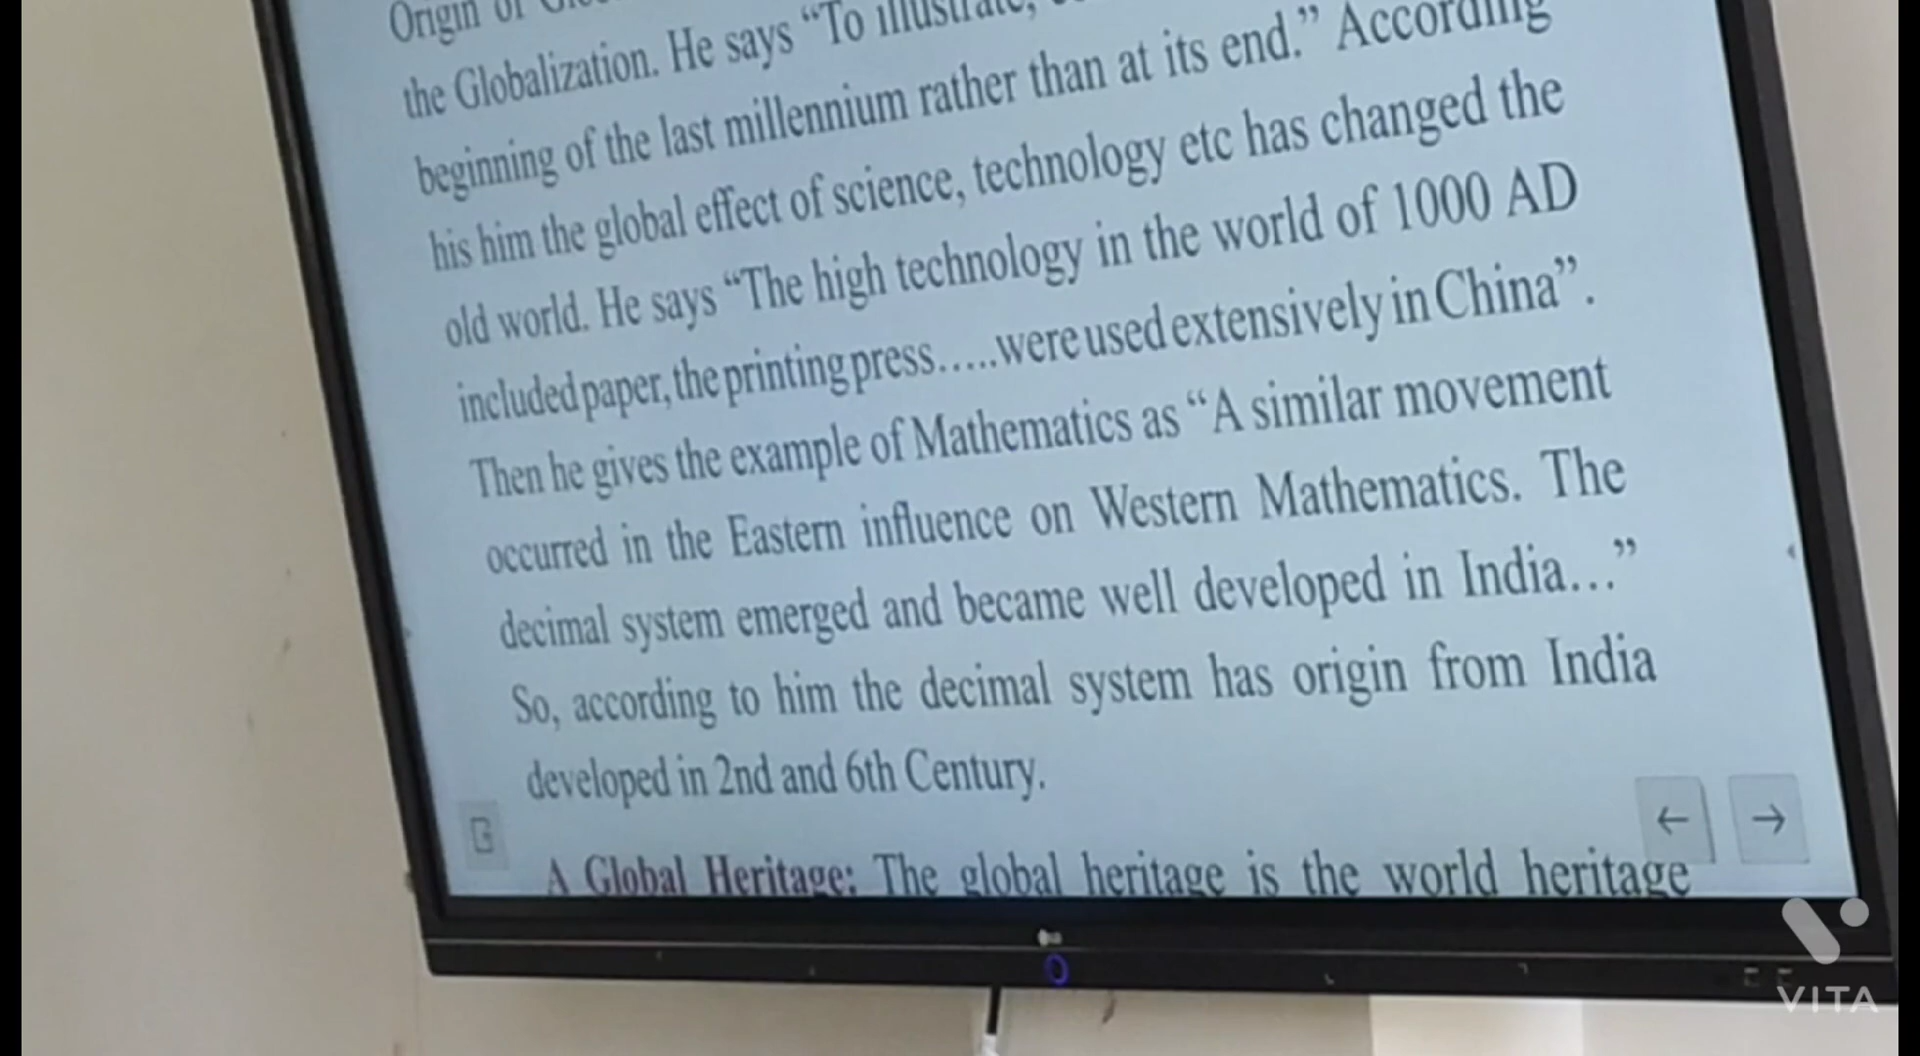 Origin of
the Globalization. He says “To illustrate,
beginning of the last millennium rather than at its end.” According
his him the global effect of science, technology etc has changed the
old world. He says “The high technology in the world of 1000 AD
included paper, the printing press.....were used extensively in China”.
Then he gives the example of Mathematics as “A similar movement
occurred in the Eastern influence on Western Mathematics. The
decimal system emerged and became well developed in India...”
So, according to him the decimal system has origin from India
developed in 2nd and 6th Century.
A Global Heritage: The global heritage is the world heritage
VITA